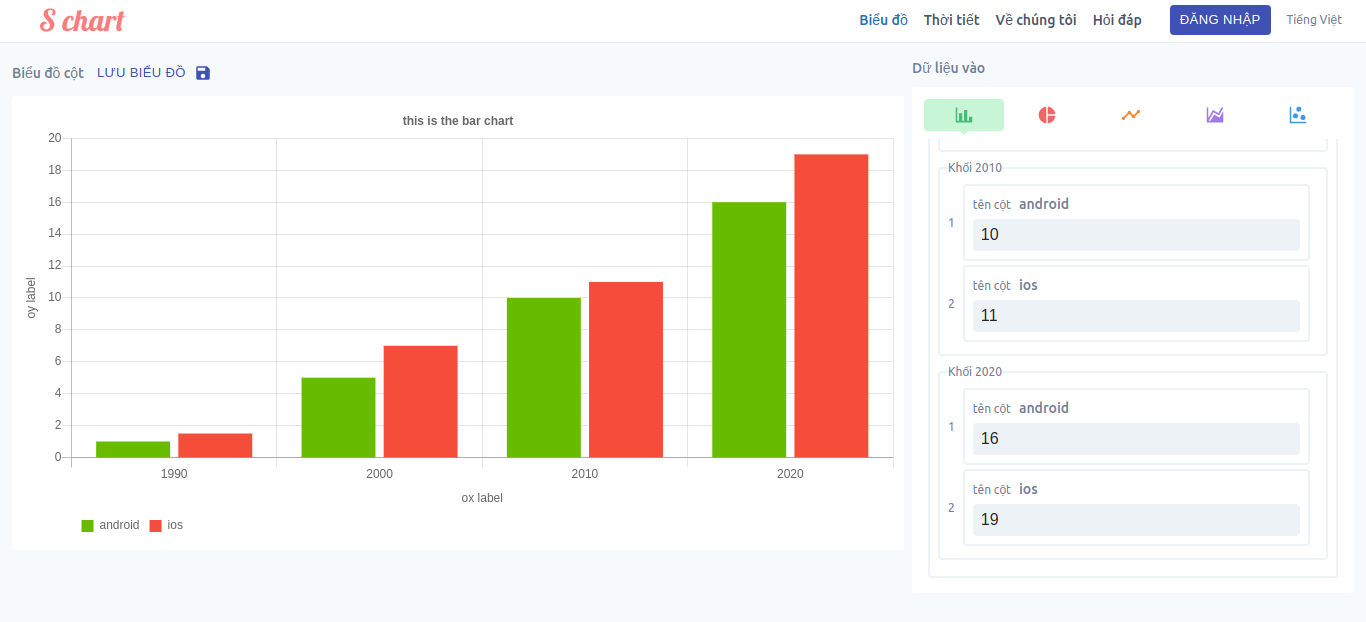 S chart
Biểu đồ
Thời tiết
Về chúng tôi
Hỏi đáp
ĐĂNG NHẬP
Tiếng Việt
Biểu đồ cột
LƯU BIỂU ĐỒ
this is the bar chart
20
18
16
14
12
10
8
6
4
2
0
oy label
1990
2000
2010
2020
ox label
android
ios
Dữ liệu vào
Khối 2010
1
tên cột android
10
2
tên cột ios
11
Khối 2020
1
tên cột android
16
2
tên cột ios
19